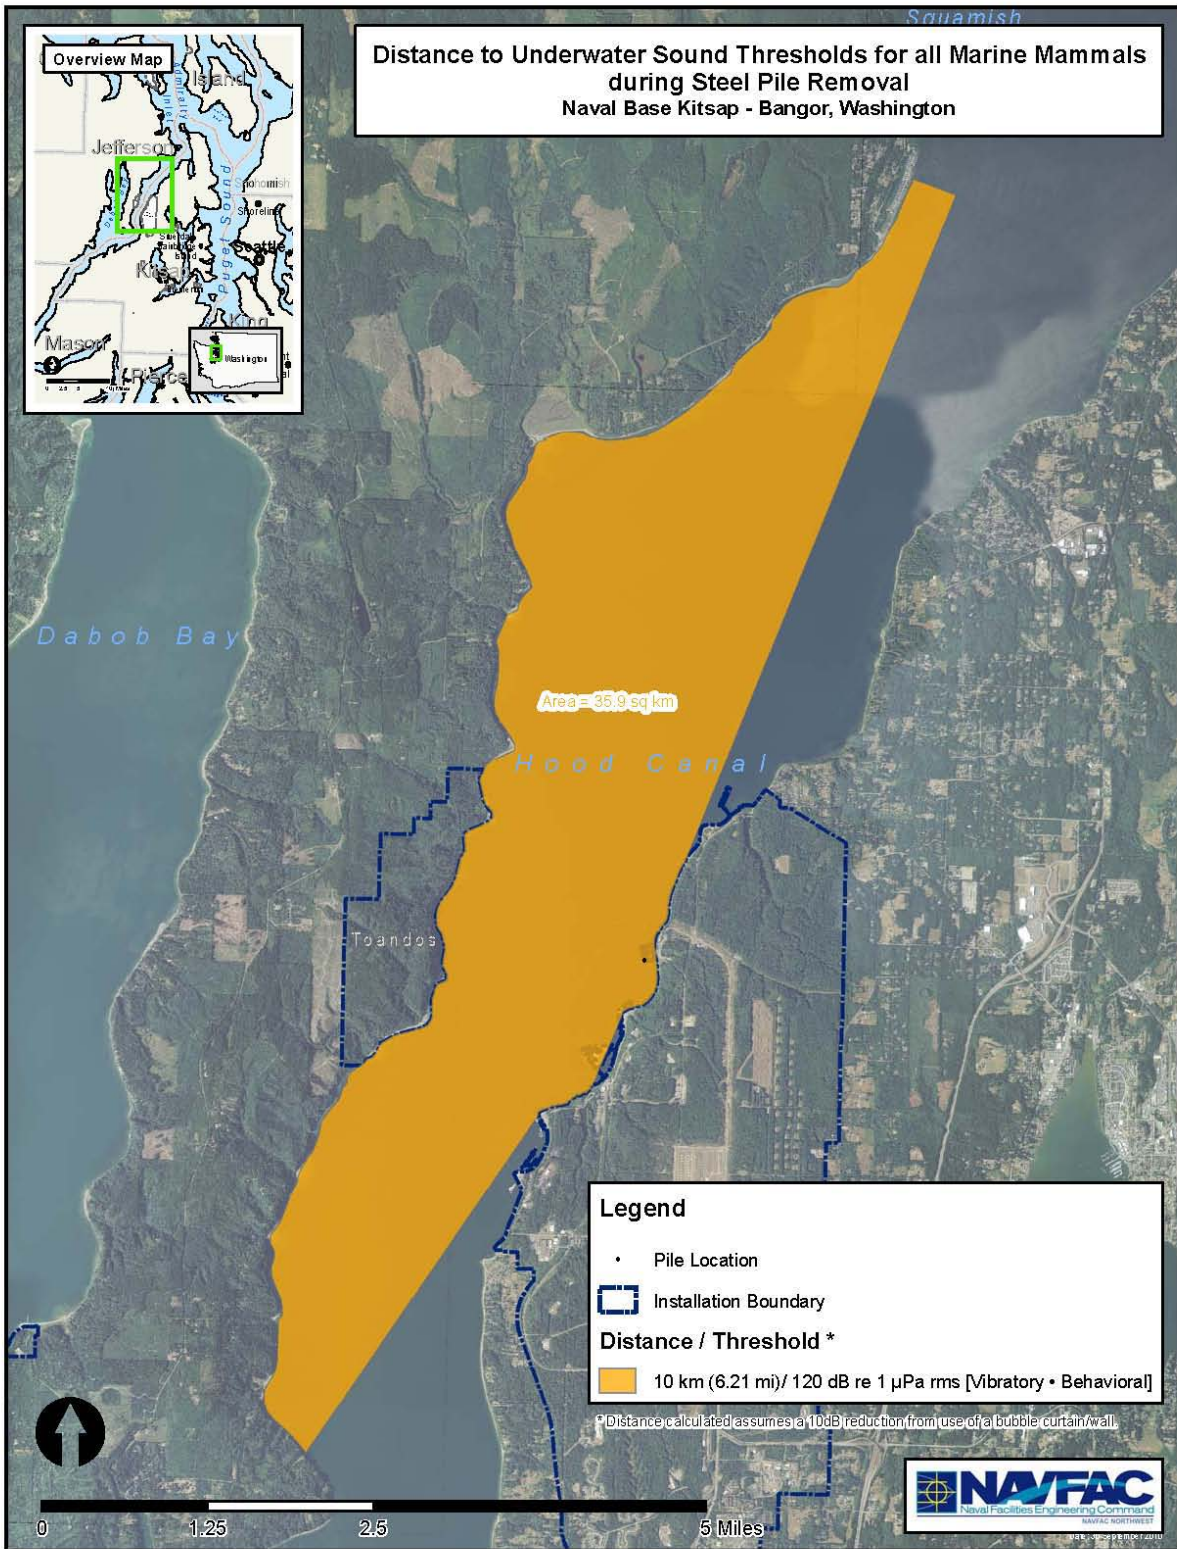 Squamish
Distance to Underwater Sound Thresholds for all Marine Mammals
during Steel Pile Removal
Naval Base Kitsap - Bangor, Washington
Overview Map
Island
Admiralty
Inlet
Jefferson
Snohomish
Shoreline
Puget Sound
Seattle
Island
Kitsap
King
Mason
Washington
Pierce
Dabob Bay
Area = 35.9 sq km
Hood Canal
Toandos
Legend
Pile Location
Installation Boundary
Distance / Threshold *
10 km (6.21 mi)/ 120 dB re 1 µPa rms [Vibratory • Behavioral]
* Distance calculated assumes a 10dB reduction from use of a bubble curtain/wall.
0 1.25 2.5 5 Miles
NAVFAC
Naval Facilities Engineering Command
NAVFAC NORTHWEST